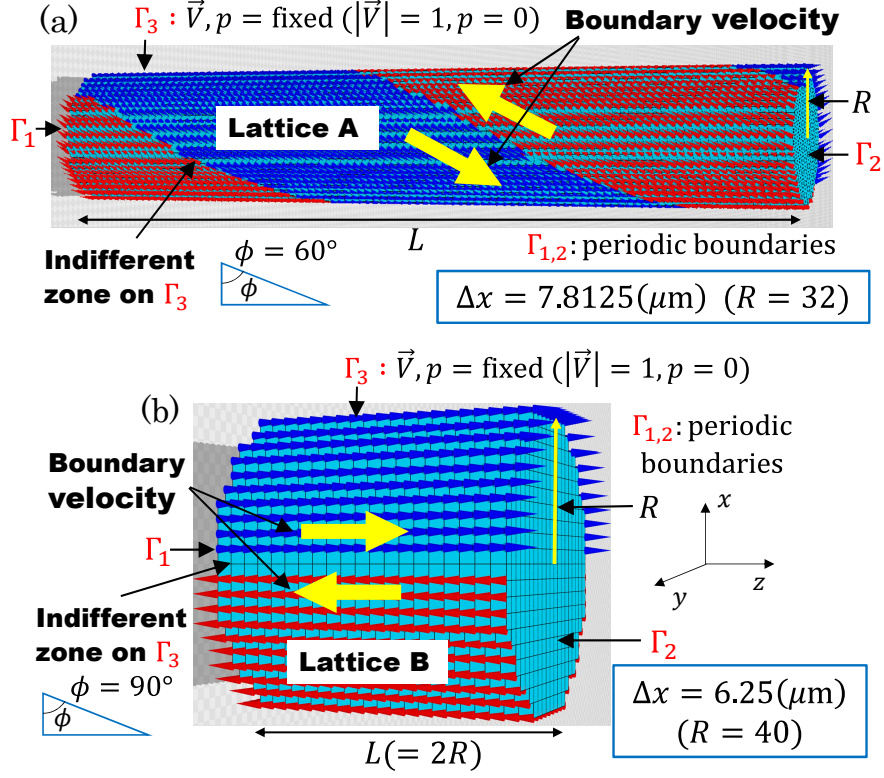 (a)
Γ₃ : V⃗, p = fixed (|V⃗| = 1, p = 0)
Boundary
velocity
Lattice A
R
Γ₁
Γ₂
L
Indifferent
zone on Γ₃
ϕ = 60°
ϕ
Γ₁,₂: periodic boundaries
Δx = 7.8125(μm) (R = 32)
Γ₃ : V⃗, p = fixed (|V⃗| = 1, p = 0)
(b)
Γ₁,₂: periodic
boundaries
Boundary
velocity
R
x
y
z
Γ₁
Indifferent
zone on Γ₃
Γ₂
Lattice B
ϕ = 90°
ϕ
L(= 2R)
Δx = 6.25(μm)
(R = 40)